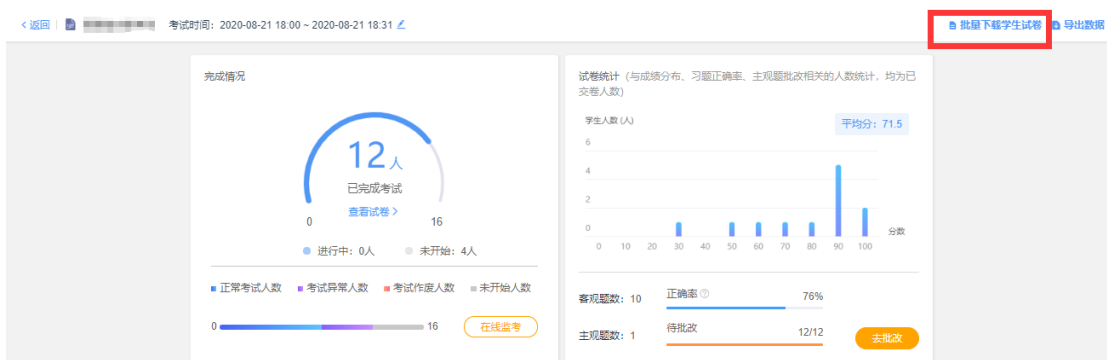 <返回 考试时间：2020-08-21 18:00 ~ 2020-08-21 18:31 批量下载学生试卷 导出数据
完成情况
12人
已完成考试
查看试卷>
0 16
进行中：0人 未开始：4人
正常考试人数 考试异常人数 考试作废人数 未开始人数
0 16 在线监考
试卷统计（与成绩分布、习题正确率、主观题批改相关的人数统计，均为已
交卷人数）
学生人数 (人) 平均分：71.5
6
4
2
0 分数
0 10 20 30 40 50 60 70 80 90 100
客观题数：10 正确率 76%
主观题数：1 待批改 12/12 去批改